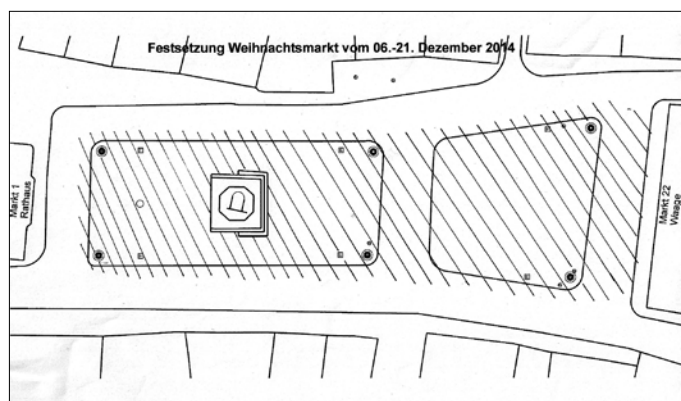 Festsetzung Weihnachtsmarkt vom 06.-21. Dezember 2014
Markt 1
Rathaus
Markt 22
Waage